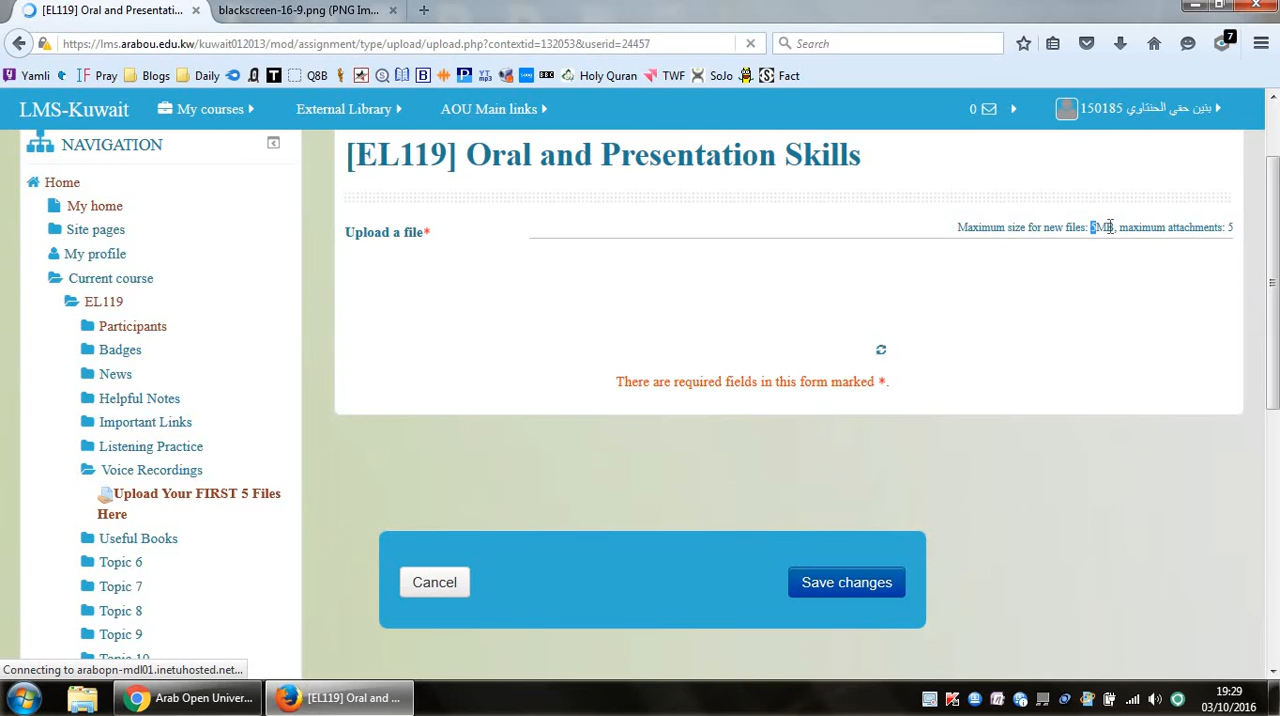 [EL119] Oral and Presentati... ×
blackscreen-16-9.png (PNG Im... ×
https://lms.arabou.edu.kw/kuwait012013/mod/assignment/type/upload/upload.php?contextid=132053&userid=24457
Search
7
Yamli
IF Pray
Blogs
Daily
Q8B
Holy Quran
TWF
SoJo
Fact
LMS-Kuwait
My courses
External Library
AOU Main links
0
بنين حقي الحنتاوي 150185
NAVIGATION
[EL119] Oral and Presentation Skills
Home
My home
Site pages
My profile
Current course
EL119
Participants
Badges
News
Helpful Notes
Important Links
Listening Practice
Voice Recordings
Upload Your FIRST 5 Files
Here
Useful Books
Topic 6
Topic 7
Topic 8
Topic 9
Topic 10
Upload a file*
Maximum size for new files: 5MB, maximum attachments: 5
There are required fields in this form marked *.
Cancel
Save changes
Connecting to arabopn-mdl01.inetuhosted.net...
Arab Open Univer...
[EL119] Oral and ...
19:29
03/10/2016